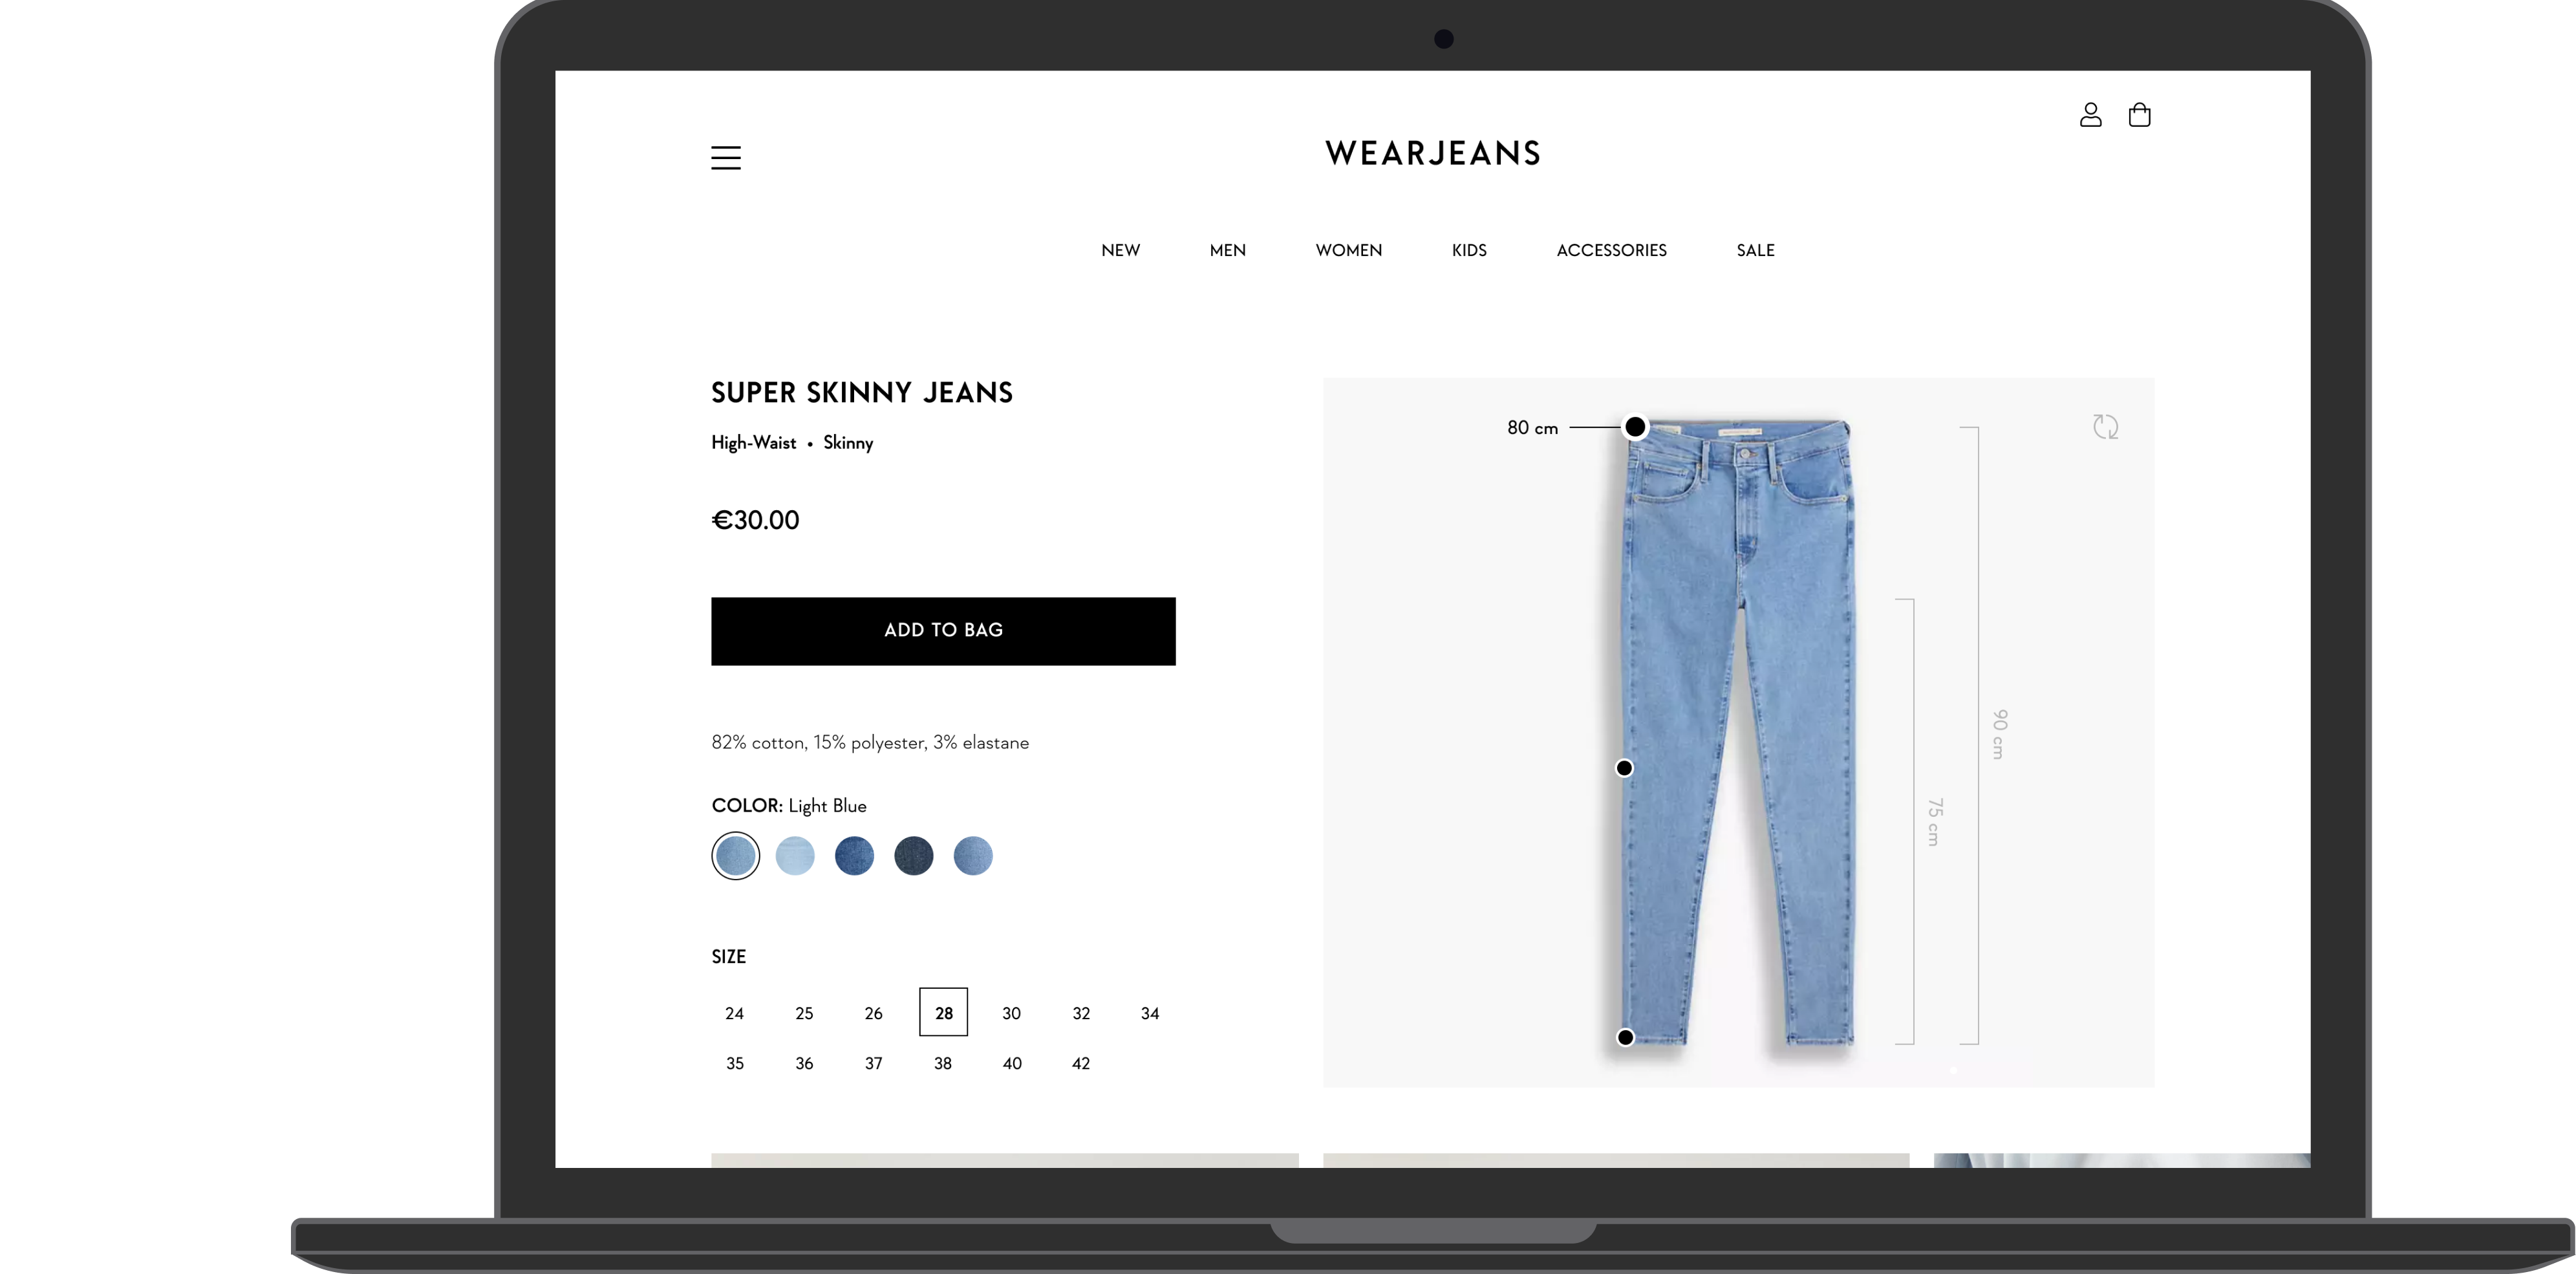 WEARJEANS
NEW MEN WOMEN KIDS ACCESSORIES SALE
SUPER SKINNY JEANS
High-Waist • Skinny
€30.00
ADD TO BAG
82% cotton, 15% polyester, 3% elastane
COLOR: Light Blue
SIZE
24 25 26 28 30 32 34
35 36 37 38 40 42
80 cm
75 cm
90 cm